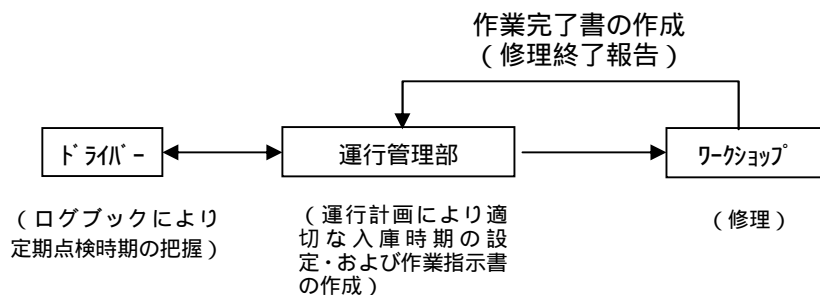 作業完了書の作成
(修理終了報告)
ﾄﾞﾗｲﾊﾞｰ
運行管理部
ﾜｰｸｼｮｯﾌﾟ
(ログブックにより
定期点検時期の把握)
(運行計画により適
切な入庫時期の設
定・および作業指示書
の作成)
(修理)